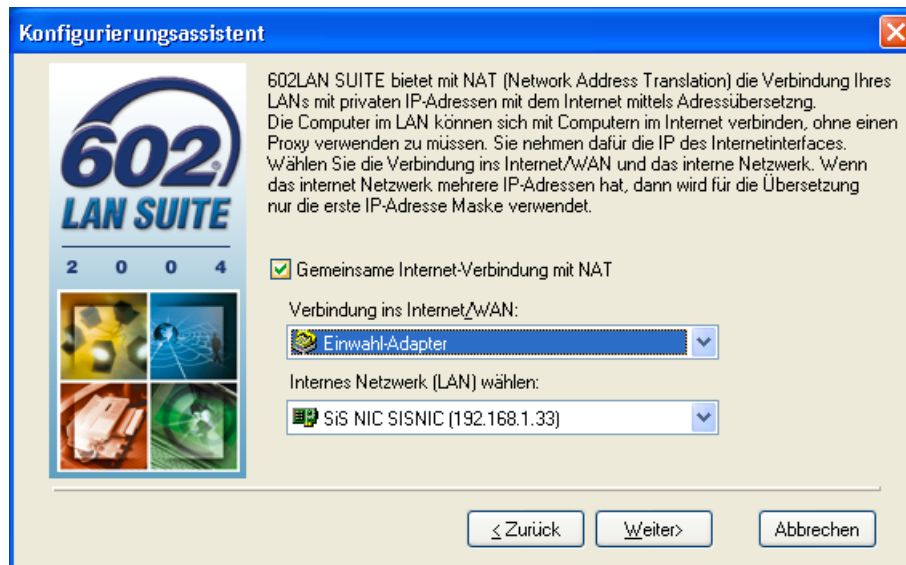 Konfigurierungsassistent
602LAN SUITE bietet mit NAT (Network Address Translation) die Verbindung Ihres
LANs mit privaten IP-Adressen mit dem Internet mittels Adressübersetzng.
Die Computer im LAN können sich mit Computern im Internet verbinden, ohne einen
Proxy verwenden zu müssen. Sie nehmen dafür die IP des Internetinterfaces.
Wählen Sie die Verbindung ins Internet/WAN und das interne Netzwerk. Wenn
das internet Netzwerk mehrere IP-Adressen hat, dann wird für die Übersetzung
nur die erste IP-Adresse Maske verwendet.
602
LAN SUITE
2 0 0 4
Gemeinsame Internet-Verbindung mit NAT
Verbindung ins Internet/WAN:
Einwahl-Adapter
Internes Netzwerk (LAN) wählen:
SiS NIC SISNIC (192.168.1.33)
< Zurück
Weiter>
Abbrechen